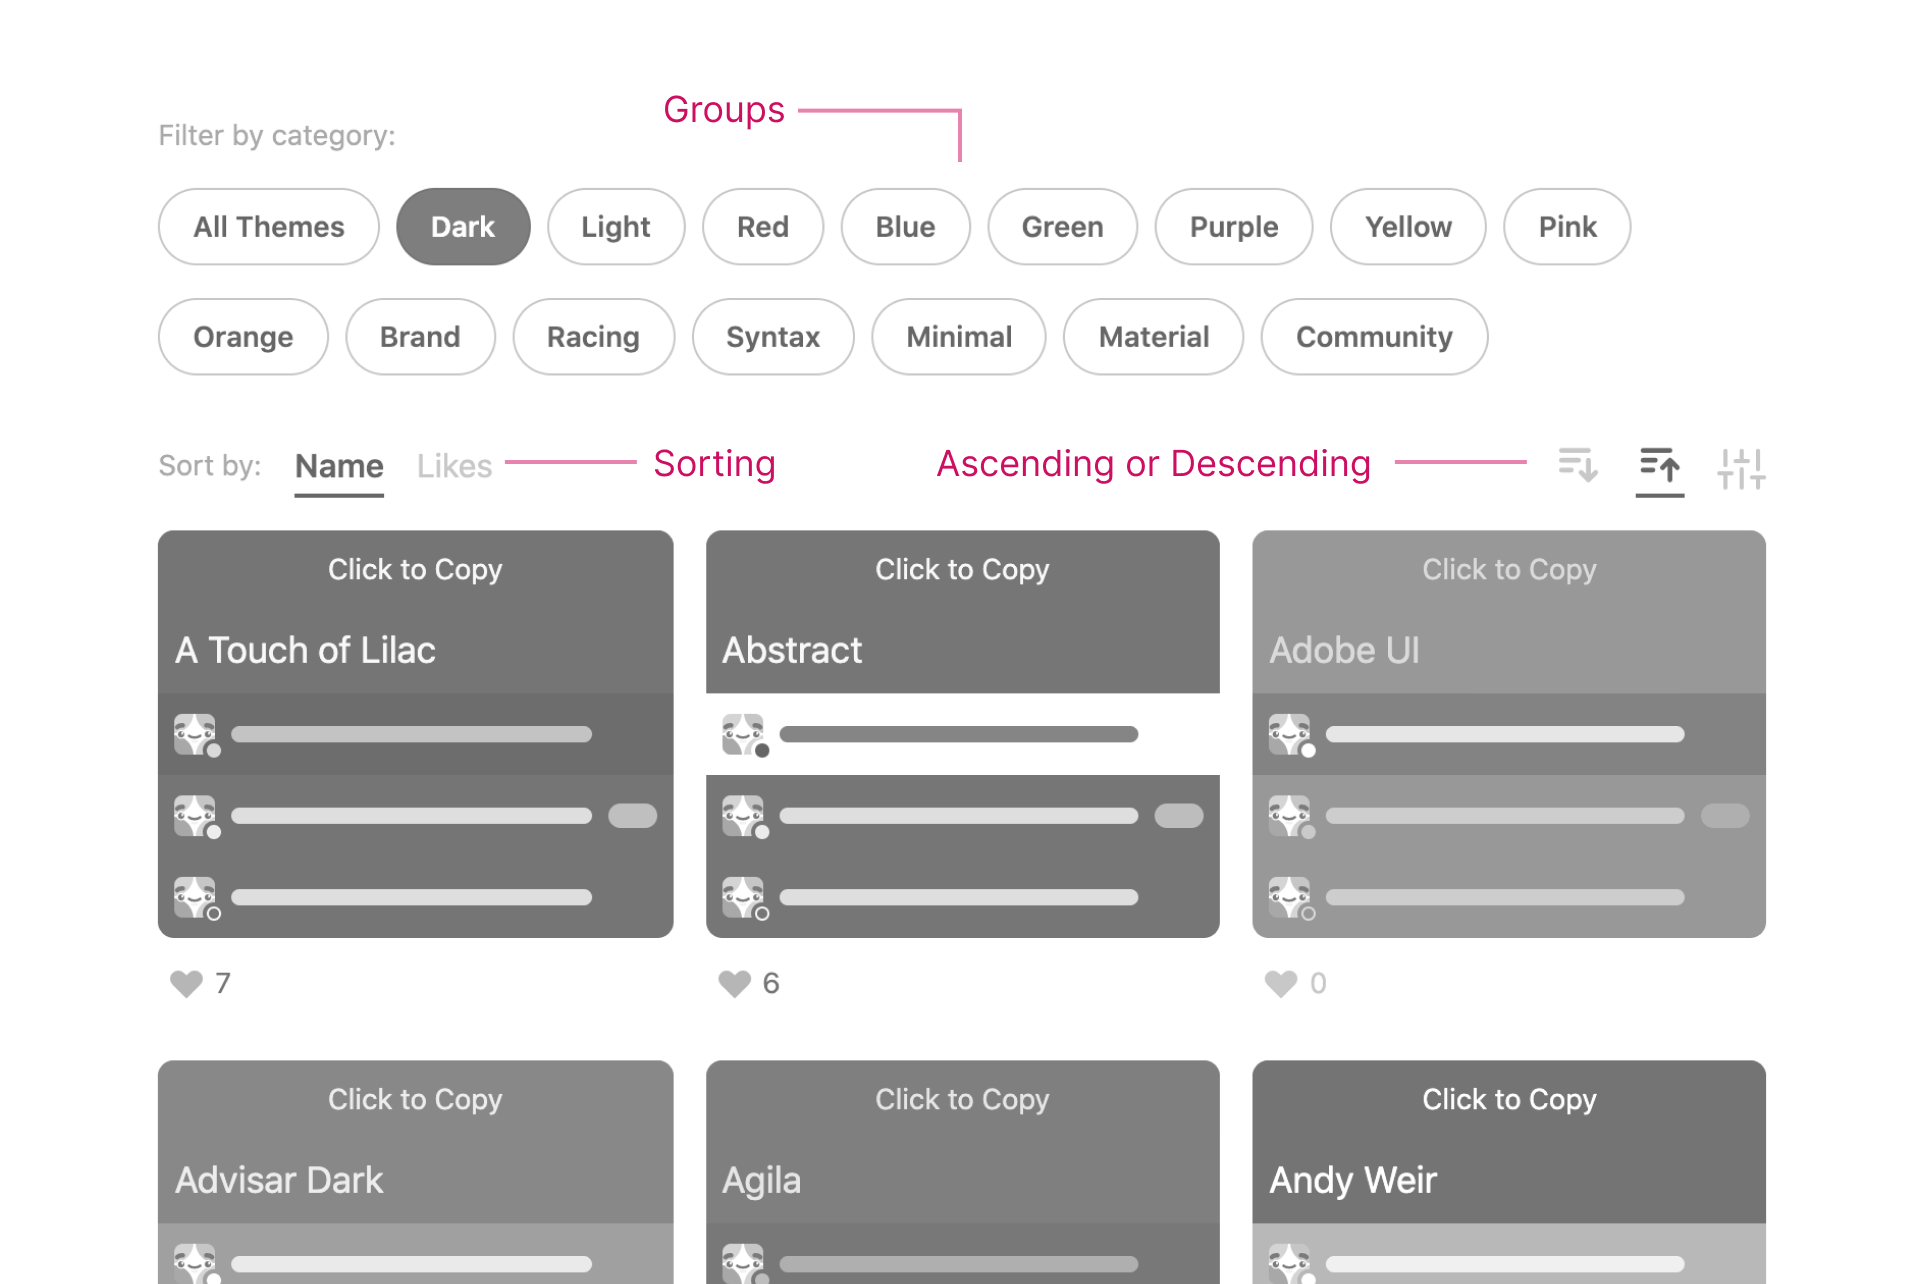 Groups
Filter by category:
All Themes Dark Light Red Blue Green Purple Yellow Pink
Orange Brand Racing Syntax Minimal Material Community
Sort by: Name Likes Sorting Ascending or Descending
Click to Copy Click to Copy Click to Copy
A Touch of Lilac Abstract Adobe UI
7 6 0
Click to Copy Click to Copy Click to Copy
Advisar Dark Agila Andy Weir